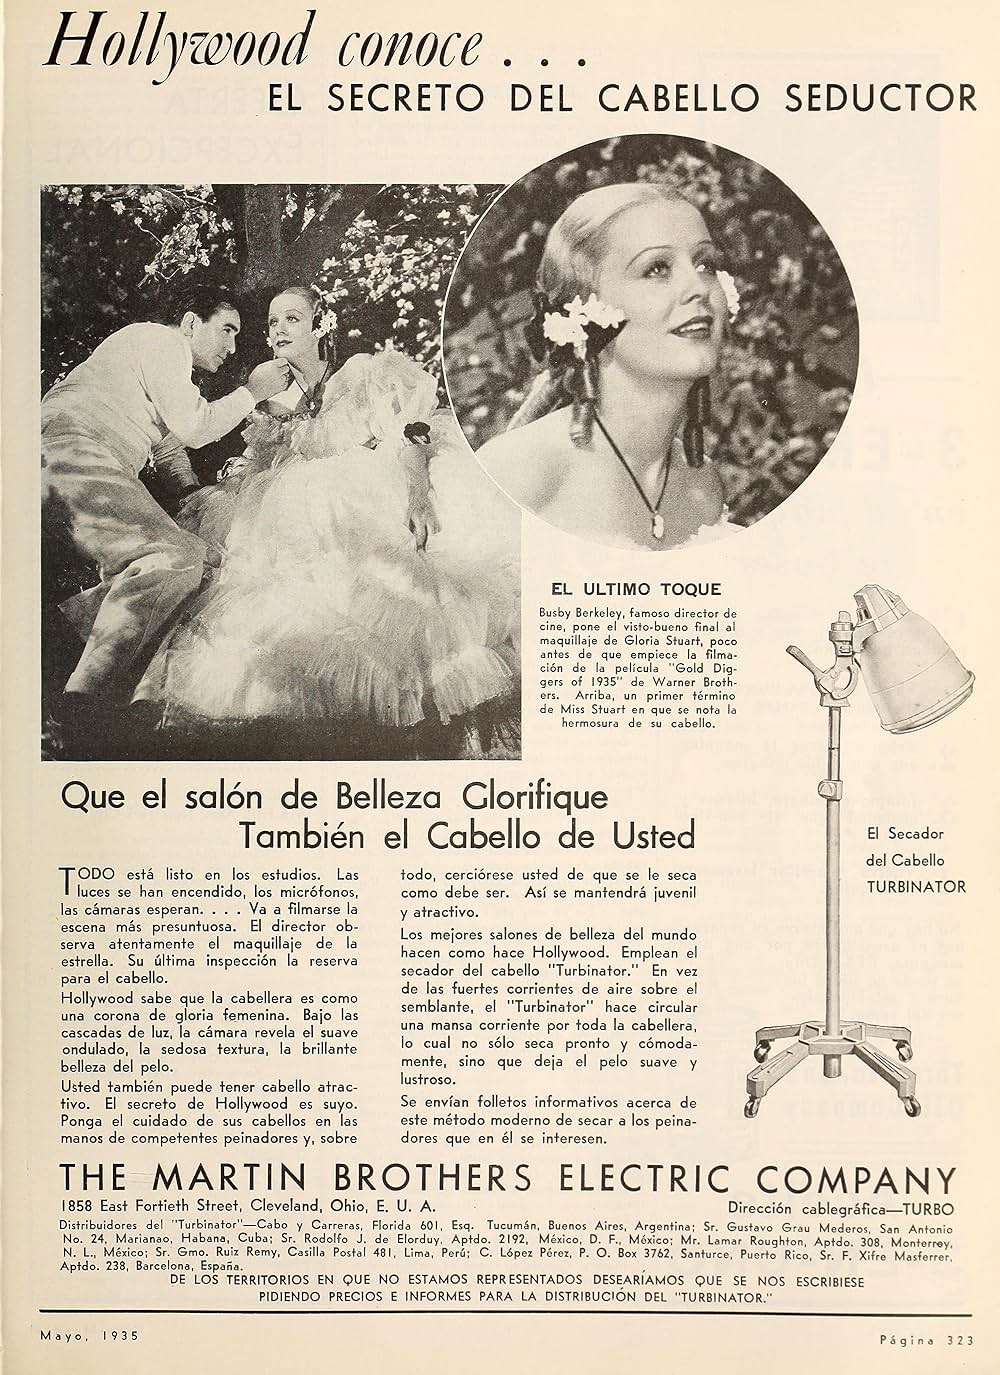 Hollywood conoce . . .
EL SECRETO DEL CABELLO SEDUCTOR
EL ULTIMO TOQUE
Busby Berkeley, famoso director de
cine, pone el visto-bueno final al
maquillaje de Gloria Stuart, poco
antes de que empiece la filma-
ción de la película "Gold Dig-
gers of 1935" de Warner Broth-
ers. Arriba, un primer término
de Miss Stuart en que se nota la
hermosura de su cabello.
Que el salón de Belleza Glorifique
También el Cabello de Usted
El Secador
del Cabello
TURBINATOR
TODO está listo en los estudios. Las
luces se han encendido, los micrófonos,
las cámaras esperan. . . . Va a filmarse la
escena más presuntuosa. El director ob-
serva atentamente el maquillaje de la
estrella. Su última inspección la reserva
para el cabello.
Hollywood sabe que la cabellera es como
una corona de gloria femenina. Bajo las
cascadas de luz, la cámara revela el suave
ondulado, la sedosa textura, la brillante
belleza del pelo.
Usted también puede tener cabello atrac-
tivo. El secreto de Hollywood es suyo.
Ponga el cuidado de sus cabellos en las
manos de competentes peinadores y, sobre
todo, cerciórese usted de que se le seca
como debe ser. Así se mantendrá juvenil
y atractivo.
Los mejores salones de belleza del mundo
hacen como hace Hollywood. Emplean el
secador del cabello "Turbinator." En vez
de las fuertes corrientes de aire sobre el
semblante, el "Turbinator" hace circular
una mansa corriente por toda la cabellera,
lo cual no sólo seca pronto y cómoda-
mente, sino que deja el pelo suave y
lustroso.
Se envían folletos informativos acerca de
este método moderno de secar a los peina-
dores que en él se interesen.
THE MARTIN BROTHERS ELECTRIC COMPANY
1858 East Fortieth Street, Cleveland, Ohio, E. U. A.
Dirección cablegráfica—TURBO
Distribuidores del "Turbinator"—Cabo y Carreras, Florida 601, Esq. Tucumán, Buenos Aires, Argentina; Sr. Gustavo Grau Mederos, San Antonio
No. 24, Marianao, Habana, Cuba; Sr. Rodolfo J. de Elorduy, Aptdo. 2192, México, D. F., México; Mr. Lamar Roughton, Aptdo. 308, Monterrey,
N. L., México; Sr. Gmo. Ruiz Remy, Casilla Postal 481, Lima, Perú; C. López Pérez, P. O. Box 3762, Santurce, Puerto Rico, Sr. F. Xifre Masferrer,
Aptdo. 238, Barcelona, España.
DE LOS TERRITORIOS EN QUE NO ESTAMOS REPRESENTADOS DESEARÍAMOS QUE SE NOS ESCRIBIESE
PIDIENDO PRECIOS E INFORMES PARA LA DISTRIBUCIÓN DEL "TURBINATOR."
Mayo, 1935
Página 323